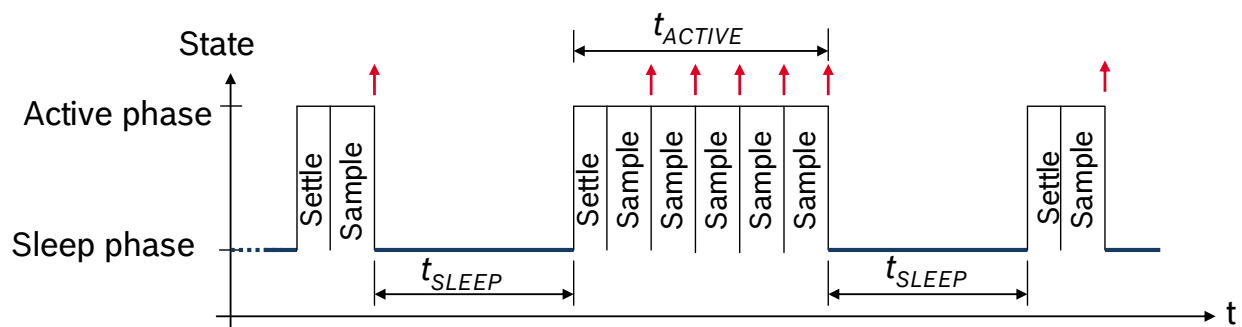 t_ACTIVE
State
Active phase
Settle
Sample
Settle
Sample
Sample
Sample
Sample
Sample
Settle
Sample
Sleep phase
t_SLEEP
t_SLEEP
t